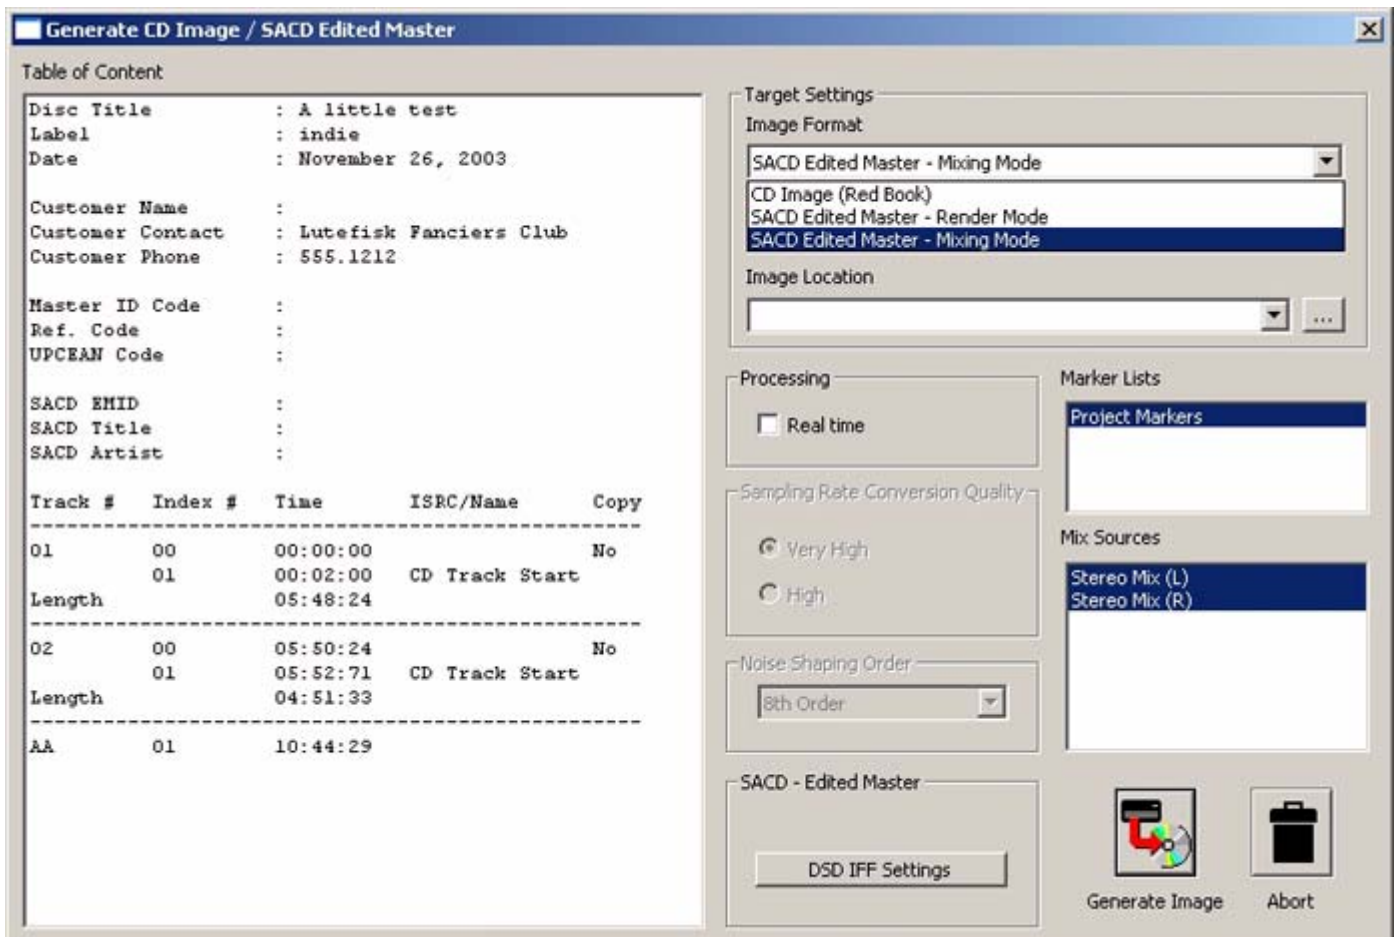 Generate CD Image / SACD Edited Master
Table of Content
Disc Title : A little test
Label : indie
Date : November 26, 2003
Customer Name :
Customer Contact : Lutefisk Fanciers Club
Customer Phone : 555.1212
Master ID Code :
Ref. Code :
UPCEAN Code :
SACD EMID :
SACD Title :
SACD Artist :
Track # Index # Time ISRC/Name Copy
-------------------------------------------------------------
01 00 00:00:00 No
01 00:02:00 CD Track Start
Length 05:48:24
-------------------------------------------------------------
02 00 05:50:24 No
01 05:52:71 CD Track Start
Length 04:51:33
-------------------------------------------------------------
AA 01 10:44:29
Target Settings
Image Format
SACD Edited Master - Mixing Mode
CD Image (Red Book)
SACD Edited Master - Render Mode
SACD Edited Master - Mixing Mode
Image Location
...
Processing
Real time
Sampling Rate Conversion Quality
Very High
High
Noise Shaping Order
8th Order
SACD - Edited Master
DSD IFF Settings
Marker Lists
Project Markers
Mix Sources
Stereo Mix (L)
Stereo Mix (R)
Generate Image
Abort